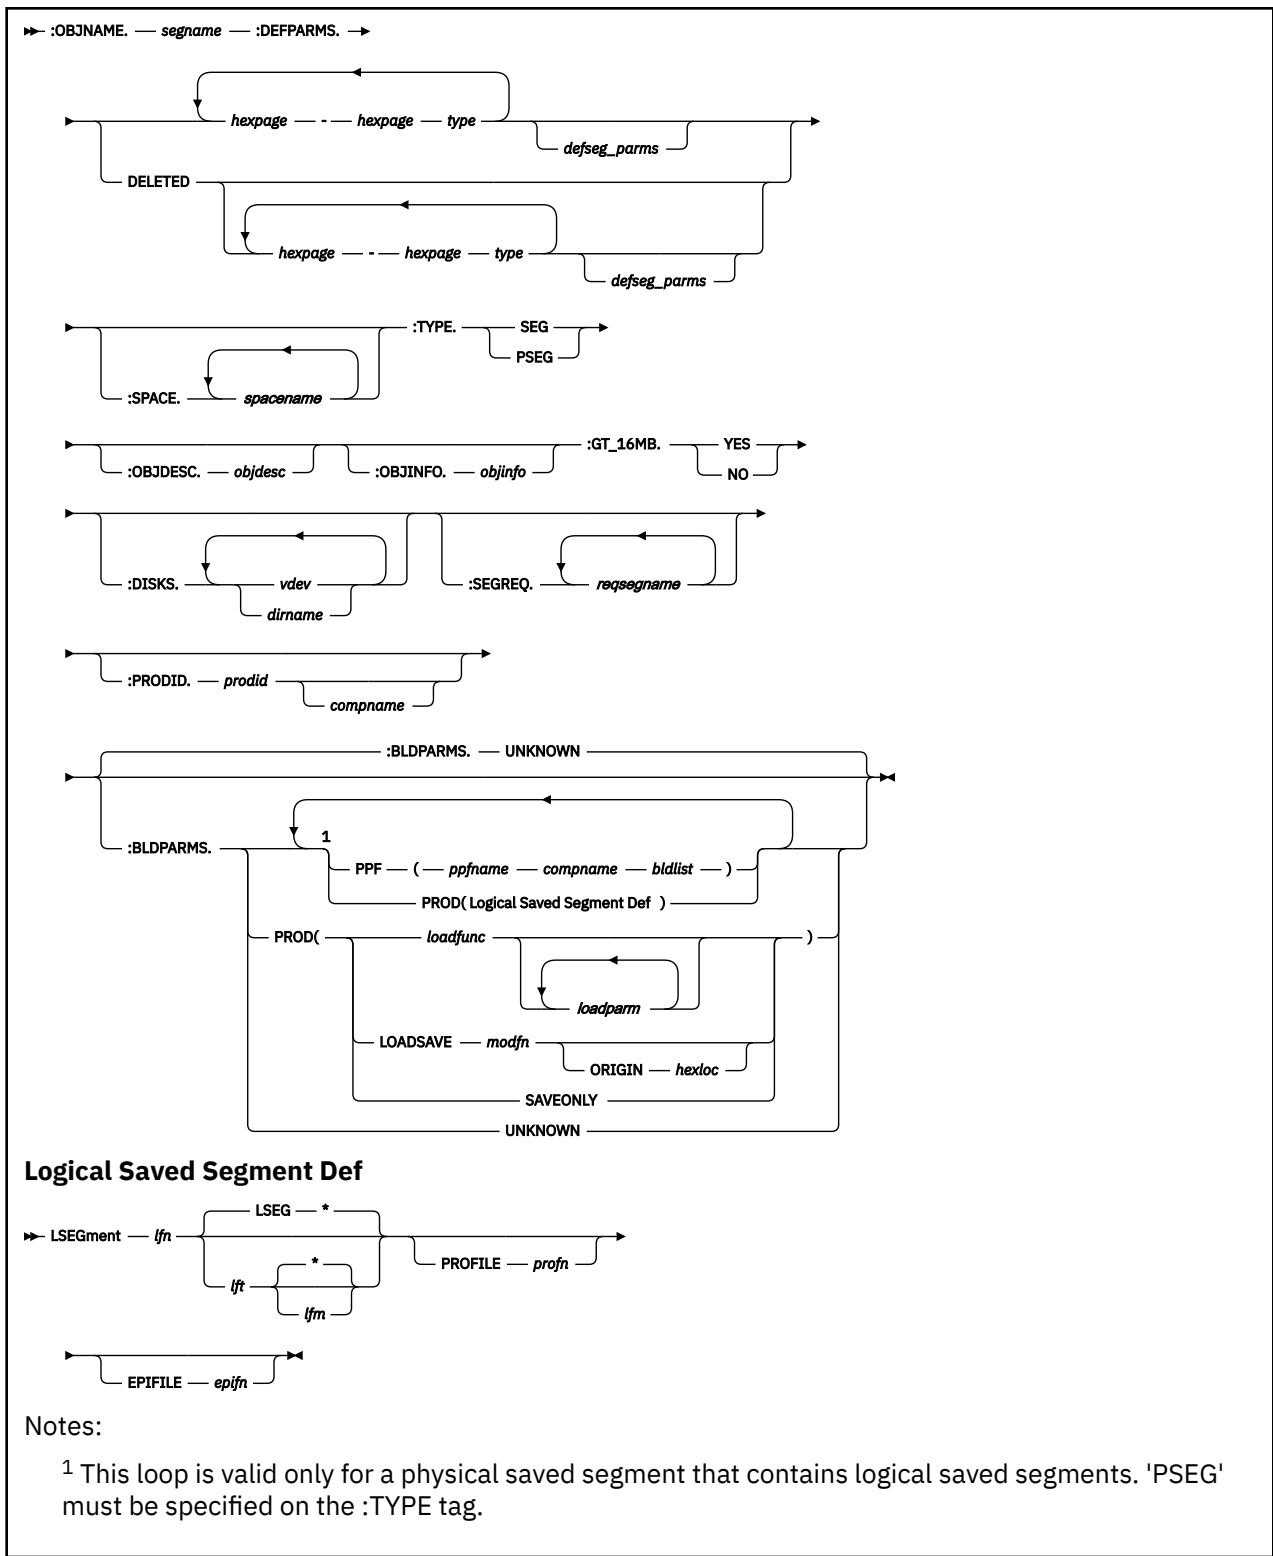 :OBJNAME. segname :DEFPARMS.
hexpage - hexpage type
defseg_parms
DELETED
hexpage - hexpage type
defseg_parms
:TYPE. SEG
PSEG
:SPACE. spacename
:GT_16MB. YES
:OBJDESC. objdesc :OBJINFO. objinfo NO
:DISKS. vdev :SEGREQ. reqsegname
dirname
:PRODID. prodid
compname
:BLDPARMS. UNKNOWN
1
:BLDPARMS.
PPF ( ppfname compname bldlist )
PROD( Logical Saved Segment Def )
PROD( loadfunc )
loadparm
LOADSAVE modfn
ORIGIN hexloc
SAVEONLY
UNKNOWN
Logical Saved Segment Def
LSEG *
LSEGment lfn
* PROFILE profn
lft
lfm
EPIFILE epifn
Notes:
1 This loop is valid only for a physical saved segment that contains logical saved segments. 'PSEG'
must be specified on the :TYPE tag.